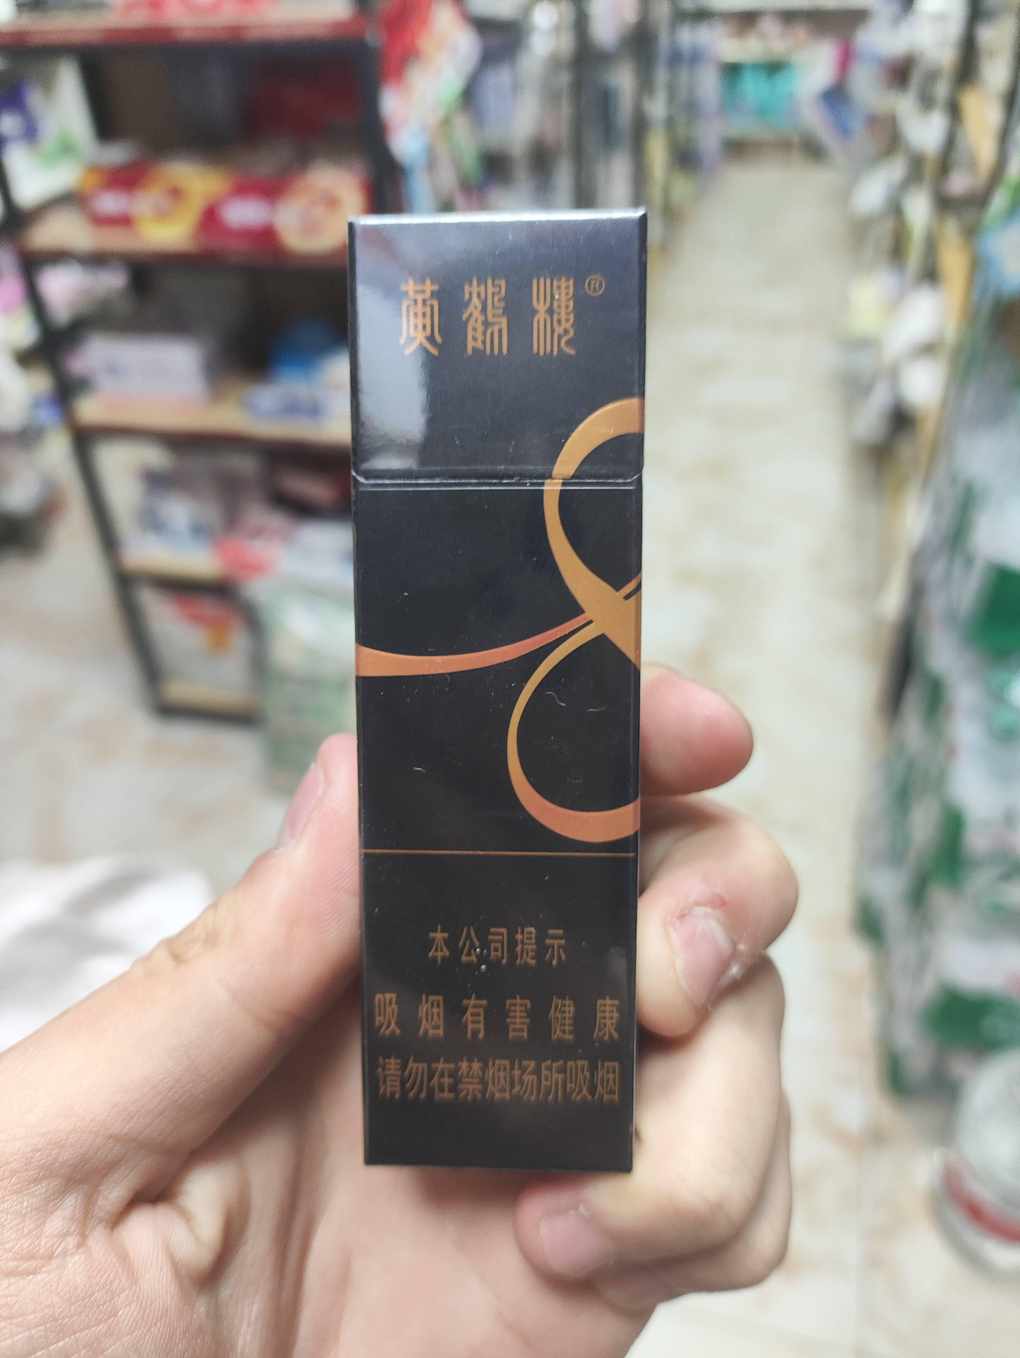 黄鹤楼®
本公司提示
吸烟有害健康
请勿在禁烟场所吸烟